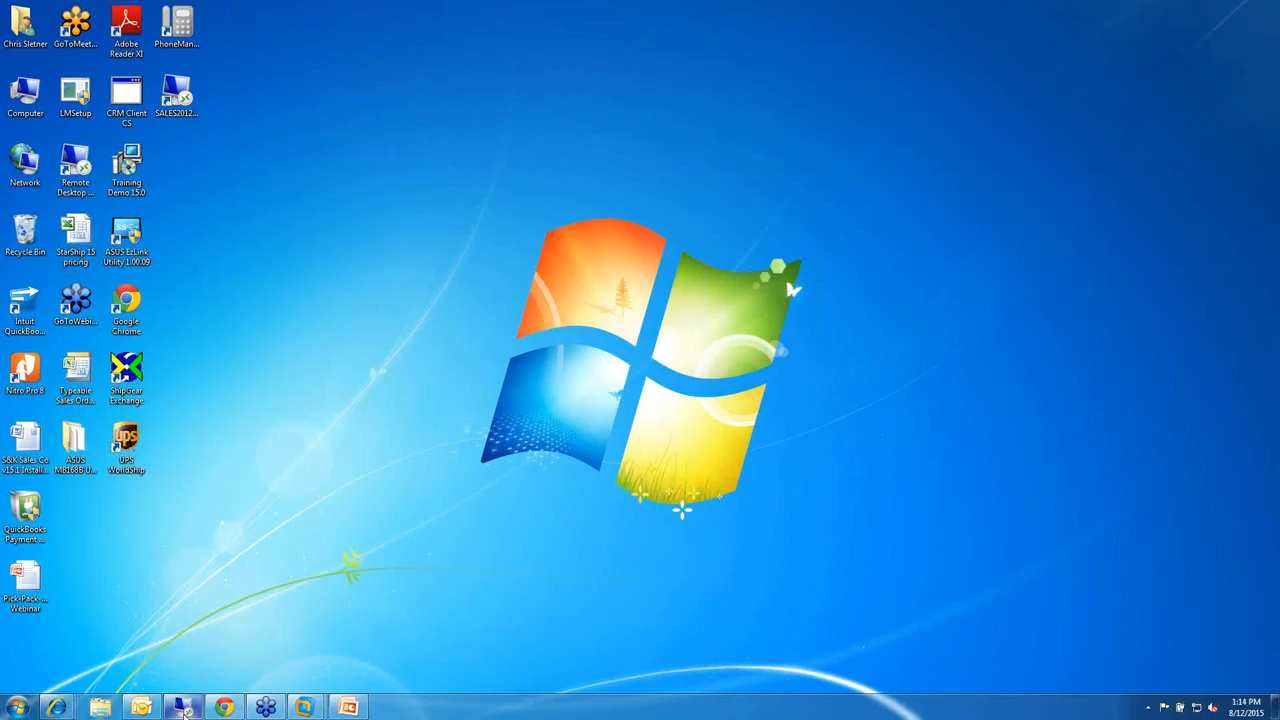 Chris Sletner
GoToMeet...
Adobe
Reader XI
PhoneMan...
Computer
LMSetup
CRM Client
CS
SALES2012...
Network
Remote
Desktop ...
Training
Demo 15.0
Recycle Bin
StarShip 15
pricing
ASUS EzLink
Utility 1.00.09
Intuit
QuickBoo...
GoToWebi...
Google
Chrome
Nitro Pro 8
Typeable
Sales Ord...
ShipGear
Exchange
S&K Sales Co
v15.1 Install...
ASUS
MB168B U...
UPS
WorldShip
QuickBooks
Payment ...
Pick-Pack-...
Webinar
1:14 PM
8/12/2015